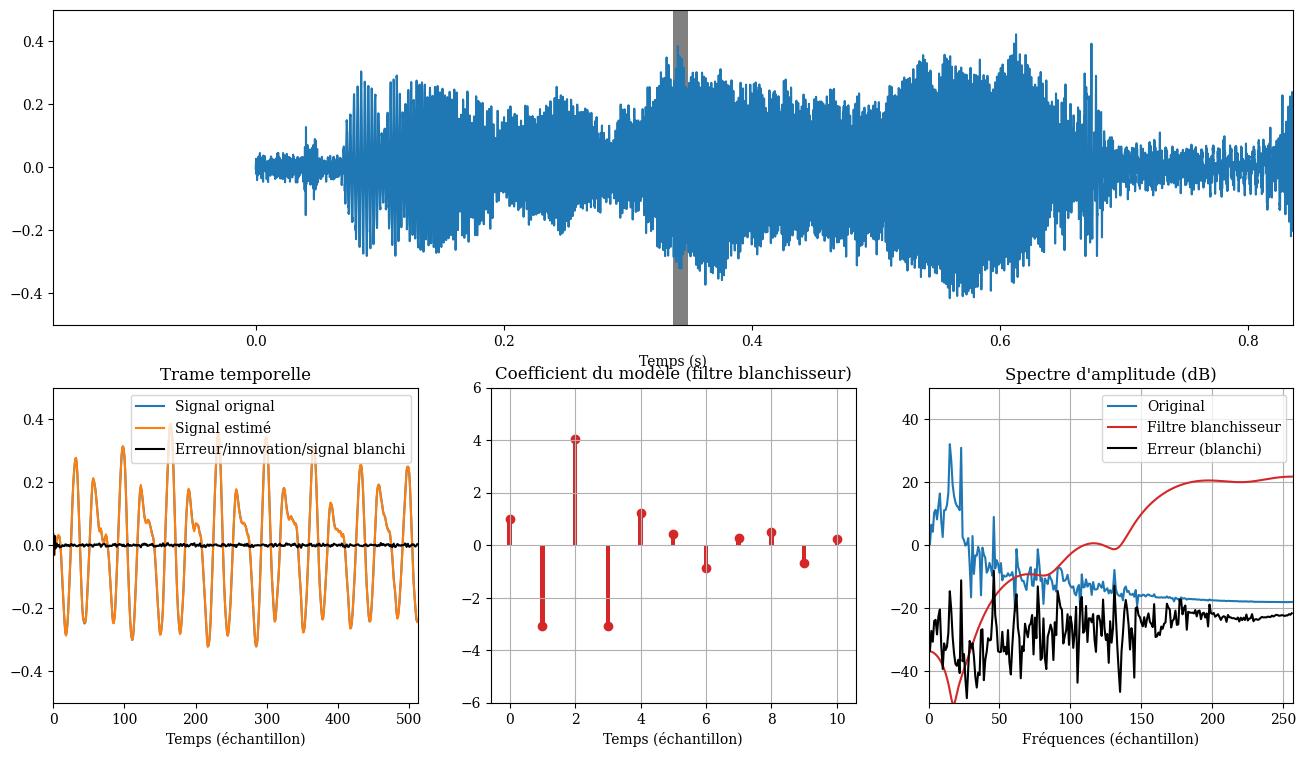 0.4
0.2
0.0
−0.2
−0.4
0.0 0.2 0.4 0.6 0.8
Temps (s)
Trame temporelle
Signal orignal
Signal estimé
Erreur/innovation/signal blanchi
0.4
0.2
0.0
−0.2
−0.4
0 100 200 300 400 500
Temps (échantillon)
Coefficient du modèle (filtre blanchisseur)
6
4
2
0
−2
−4
−6
0 2 4 6 8 10
Temps (échantillon)
Spectre d'amplitude (dB)
Original
Filtre blanchisseur
Erreur (blanchi)
40
20
0
−20
−40
0 50 100 150 200 250
Fréquences (échantillon)